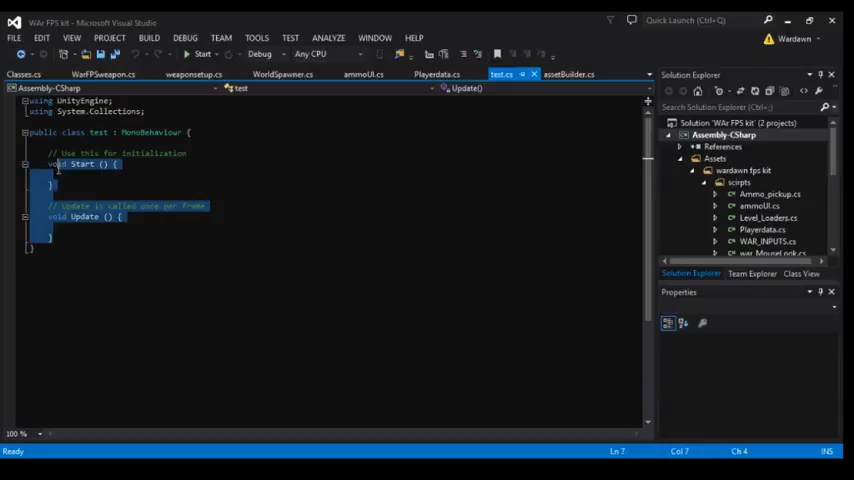 WAr FPS kit - Microsoft Visual Studio
Quick Launch (Ctrl+Q)
FILE EDIT VIEW PROJECT BUILD DEBUG TEAM TOOLS TEST ANALYZE WINDOW HELP
Wardawn
Start Debug Any CPU
Classes.cs WarFPSweapon.cs weaponsetup.cs WorldSpawner.cs ammoUI.cs Playerdata.cs test.cs assetBuilder.cs
Assembly-CSharp test Update()
using UnityEngine;
using System.Collections;
public class test : MonoBehaviour {
// Use this for initialization
void Start () {
}
// Update is called once per frame
void Update () {
}
}
100 %
Solution Explorer
Search Solution Explorer (Ctrl+;)
Solution 'WAr FPS kit' (2 projects)
Assembly-CSharp
References
Assets
wardawn fps kit
scirpts
Ammo_pickup.cs
ammoUI.cs
Level_Loaders.cs
Playerdata.cs
WAR_INPUTS.cs
war_MouseLook.cs
Solution Explorer Team Explorer Class View
Properties
Ready Ln 7 Col 7 Ch 4 INS